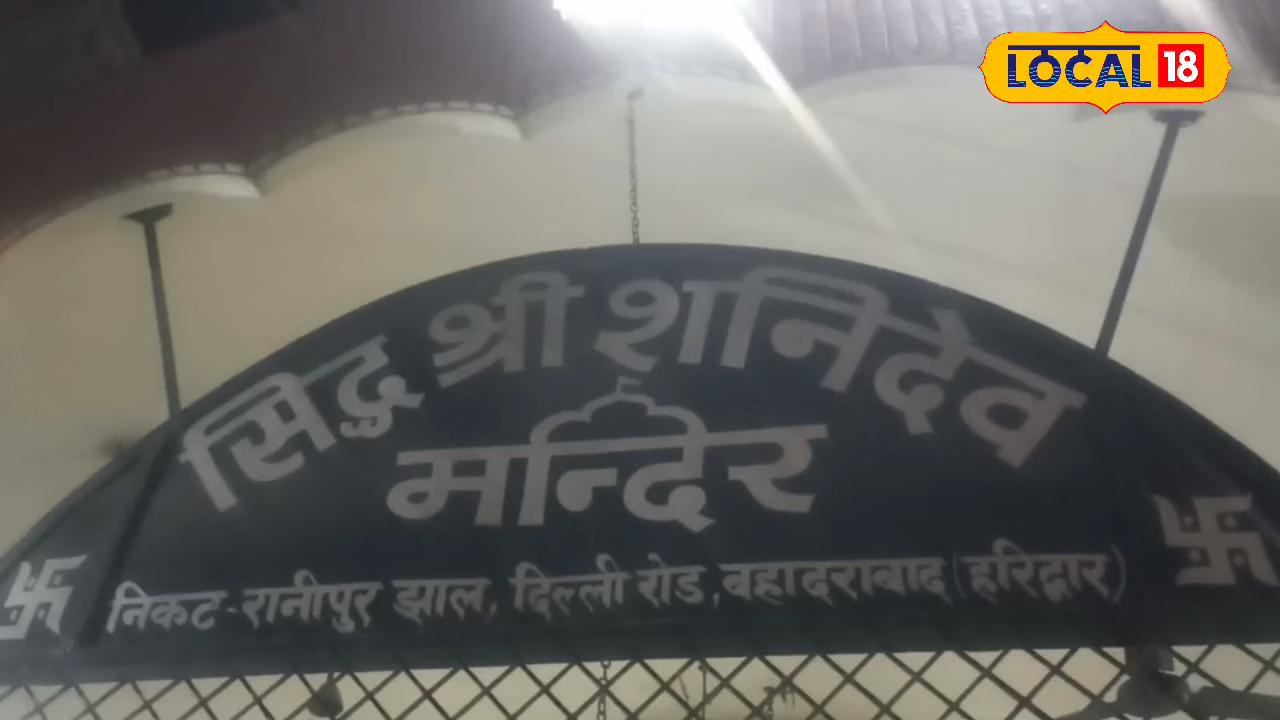 LOCAL 18
सिद्ध श्री शनिदेव
मन्दिर
निकट-रानीपुर झाल, दिल्ली रोड,बहादराबाद (हरिद्वार)